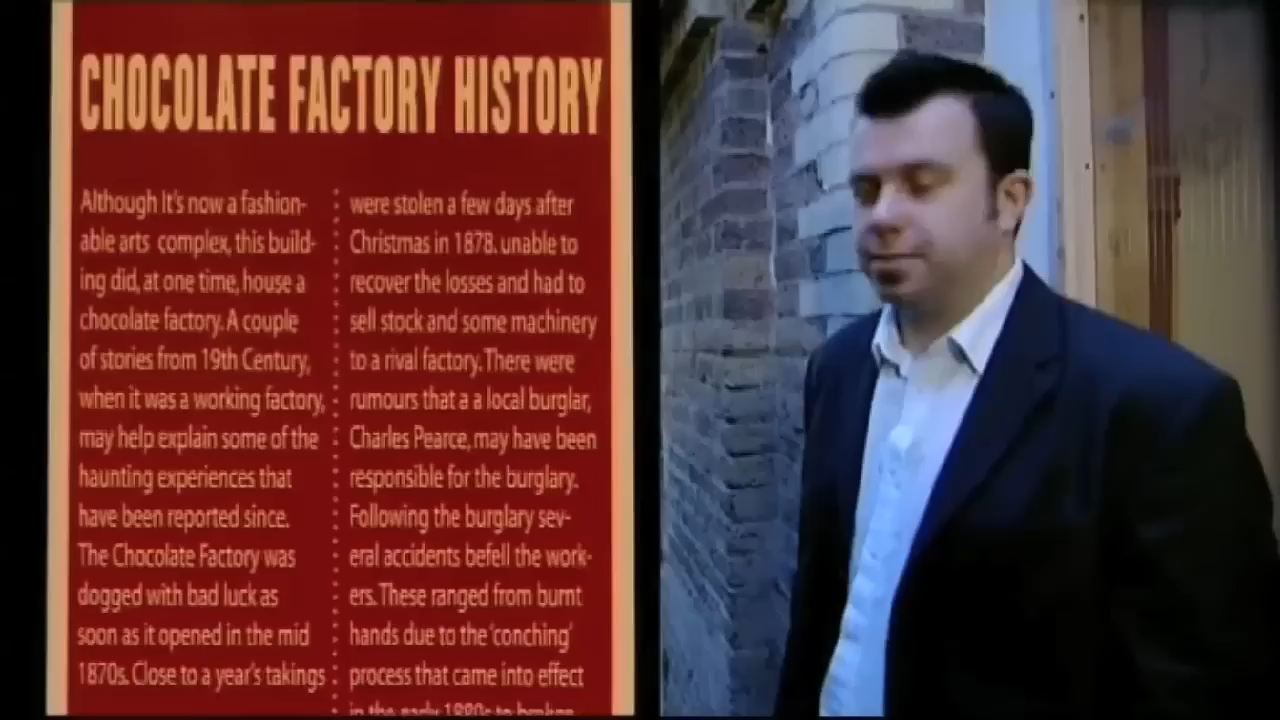 CHOCOLATE FACTORY HISTORY
Although It's now a fashion-
able arts complex, this build-
ing did, at one time, house a
chocolate factory. A couple
of stories from 19th Century,
when it was a working factory,
may help explain some of the
haunting experiences that
have been reported since.
The Chocolate Factory was
dogged with bad luck as
soon as it opened in the mid
1870s. Close to a year's takings
were stolen a few days after
Christmas in 1878. unable to
recover the losses and had to
sell stock and some machinery
to a rival factory. There were
rumours that a a local burglar,
Charles Pearce, may have been
responsible for the burglary.
Following the burglary sev-
eral accidents befell the work-
ers. These ranged from burnt
hands due to the 'conching'
process that came into effect
in the early 1880s to broken